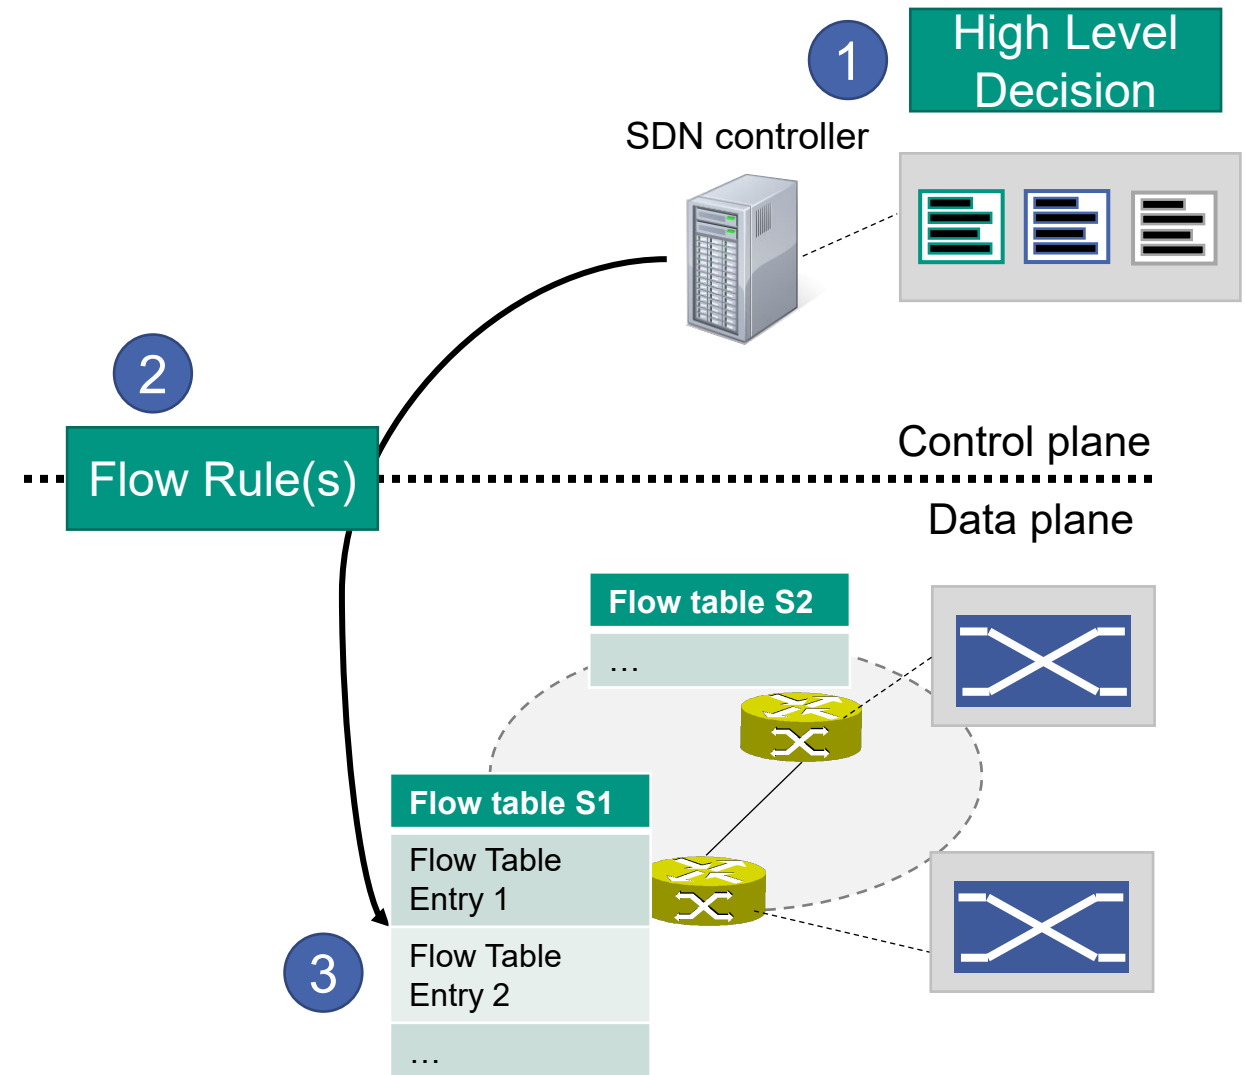 1
High Level
Decision
SDN controller
2
Flow Rule(s)
Control plane
Data plane
Flow table S2
…
Flow table S1
Flow Table
Entry 1
3
Flow Table
Entry 2
…